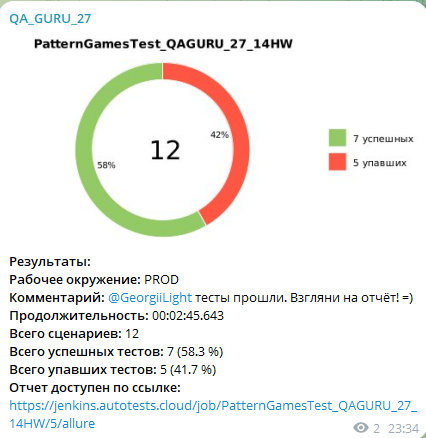 QA_GURU_27
PatternGamesTest_QAGURU_27_14HW
42%
12
58%
7 успешных
5 упавших
Результаты:
Рабочее окружение: PROD
Комментарий: @GeorgiiLight тесты прошли. Взгляни на отчёт! =)
Продолжительность: 00:02:45.643
Всего сценариев: 12
Всего успешных тестов: 7 (58.3 %)
Всего упавших тестов: 5 (41.7 %)
Отчет доступен по ссылке:
https://jenkins.autotests.cloud/job/PatternGamesTest_QAGURU_27_
14HW/5/allure
2 23:34